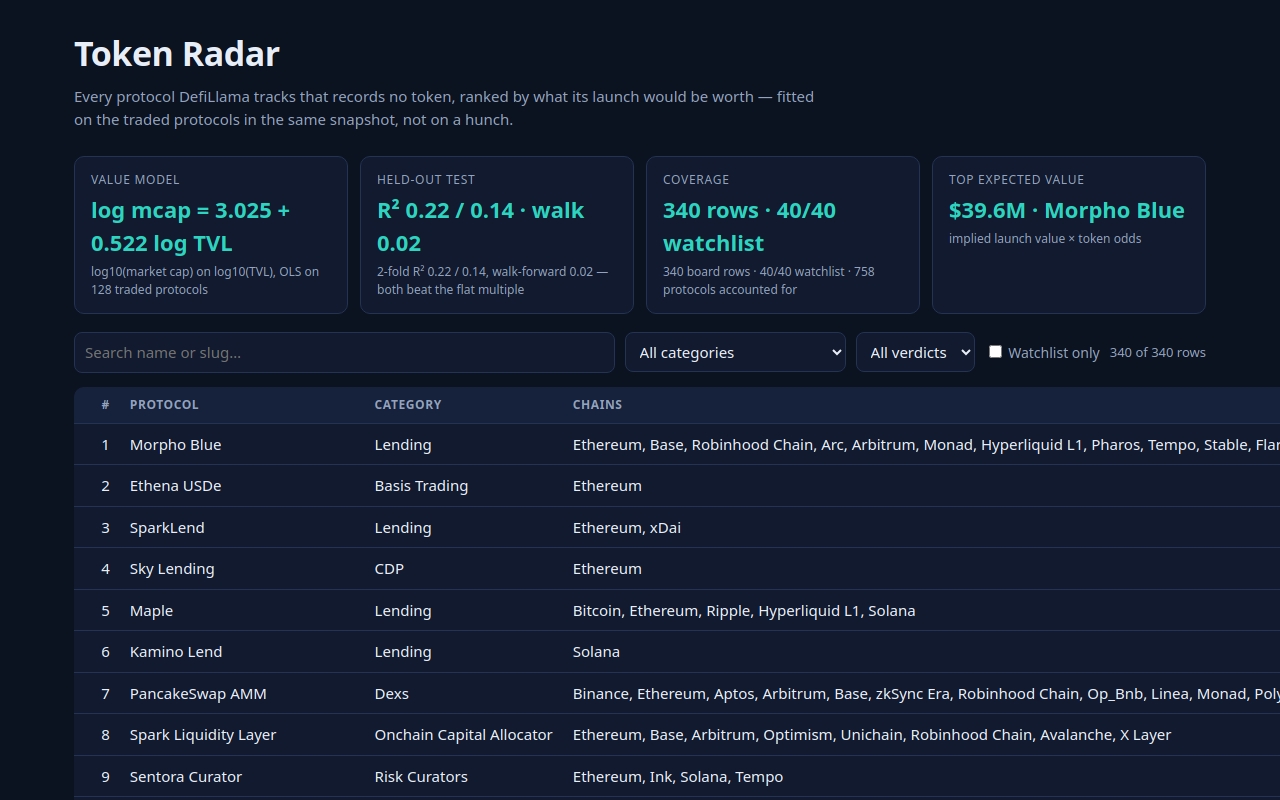 Token Radar
Every protocol DefiLlama tracks that records no token, ranked by what its launch would be worth — fitted
on the traded protocols in the same snapshot, not on a hunch.
VALUE MODEL
log mcap = 3.025 +
0.522 log TVL
log10(market cap) on log10(TVL), OLS on
128 traded protocols
HELD-OUT TEST
R² 0.22 / 0.14 · walk
0.02
2-fold R² 0.22 / 0.14, walk-forward 0.02 —
both beat the flat multiple
COVERAGE
340 rows · 40/40
watchlist
340 board rows · 40/40 watchlist · 758
protocols accounted for
TOP EXPECTED VALUE
$39.6M · Morpho Blue
implied launch value × token odds
Search name or slug...
All categories
All verdicts
Watchlist only
340 of 340 rows
# PROTOCOL CATEGORY CHAINS
1 Morpho Blue Lending Ethereum, Base, Robinhood Chain, Arc, Arbitrum, Monad, Hyperliquid L1, Pharos, Tempo, Stable, Flar
2 Ethena USDe Basis Trading Ethereum
3 SparkLend Lending Ethereum, xDai
4 Sky Lending CDP Ethereum
5 Maple Lending Bitcoin, Ethereum, Ripple, Hyperliquid L1, Solana
6 Kamino Lend Lending Solana
7 PancakeSwap AMM Dexs Binance, Ethereum, Aptos, Arbitrum, Base, zkSync Era, Robinhood Chain, Op_Bnb, Linea, Monad, Poly
8 Spark Liquidity Layer Onchain Capital Allocator Ethereum, Base, Arbitrum, Optimism, Unichain, Robinhood Chain, Avalanche, X Layer
9 Sentora Curator Risk Curators Ethereum, Ink, Solana, Tempo